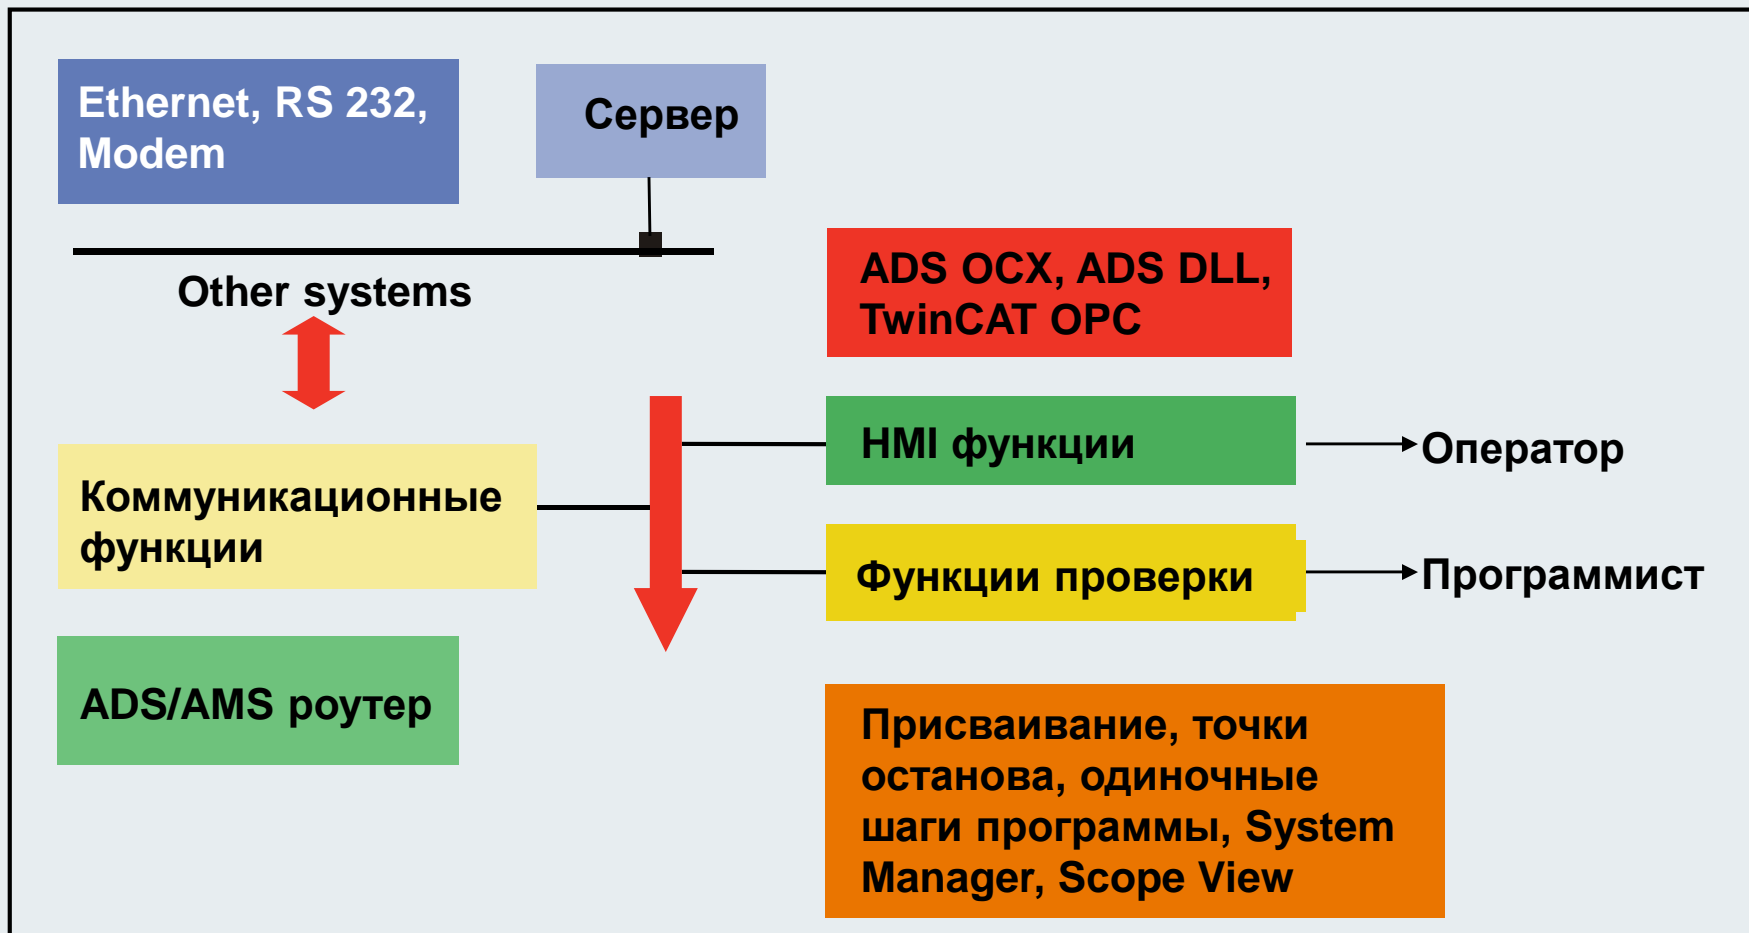 Ethernet, RS 232,
Modem
Сервер
Other systems
ADS OCX, ADS DLL,
TwinCAT OPC
HMI функции
Оператор
Коммуникационные
функции
Функции проверки
Программист
ADS/AMS роутер
Присваивание, точки
останова, одиночные
шаги программы, System
Manager, Scope View